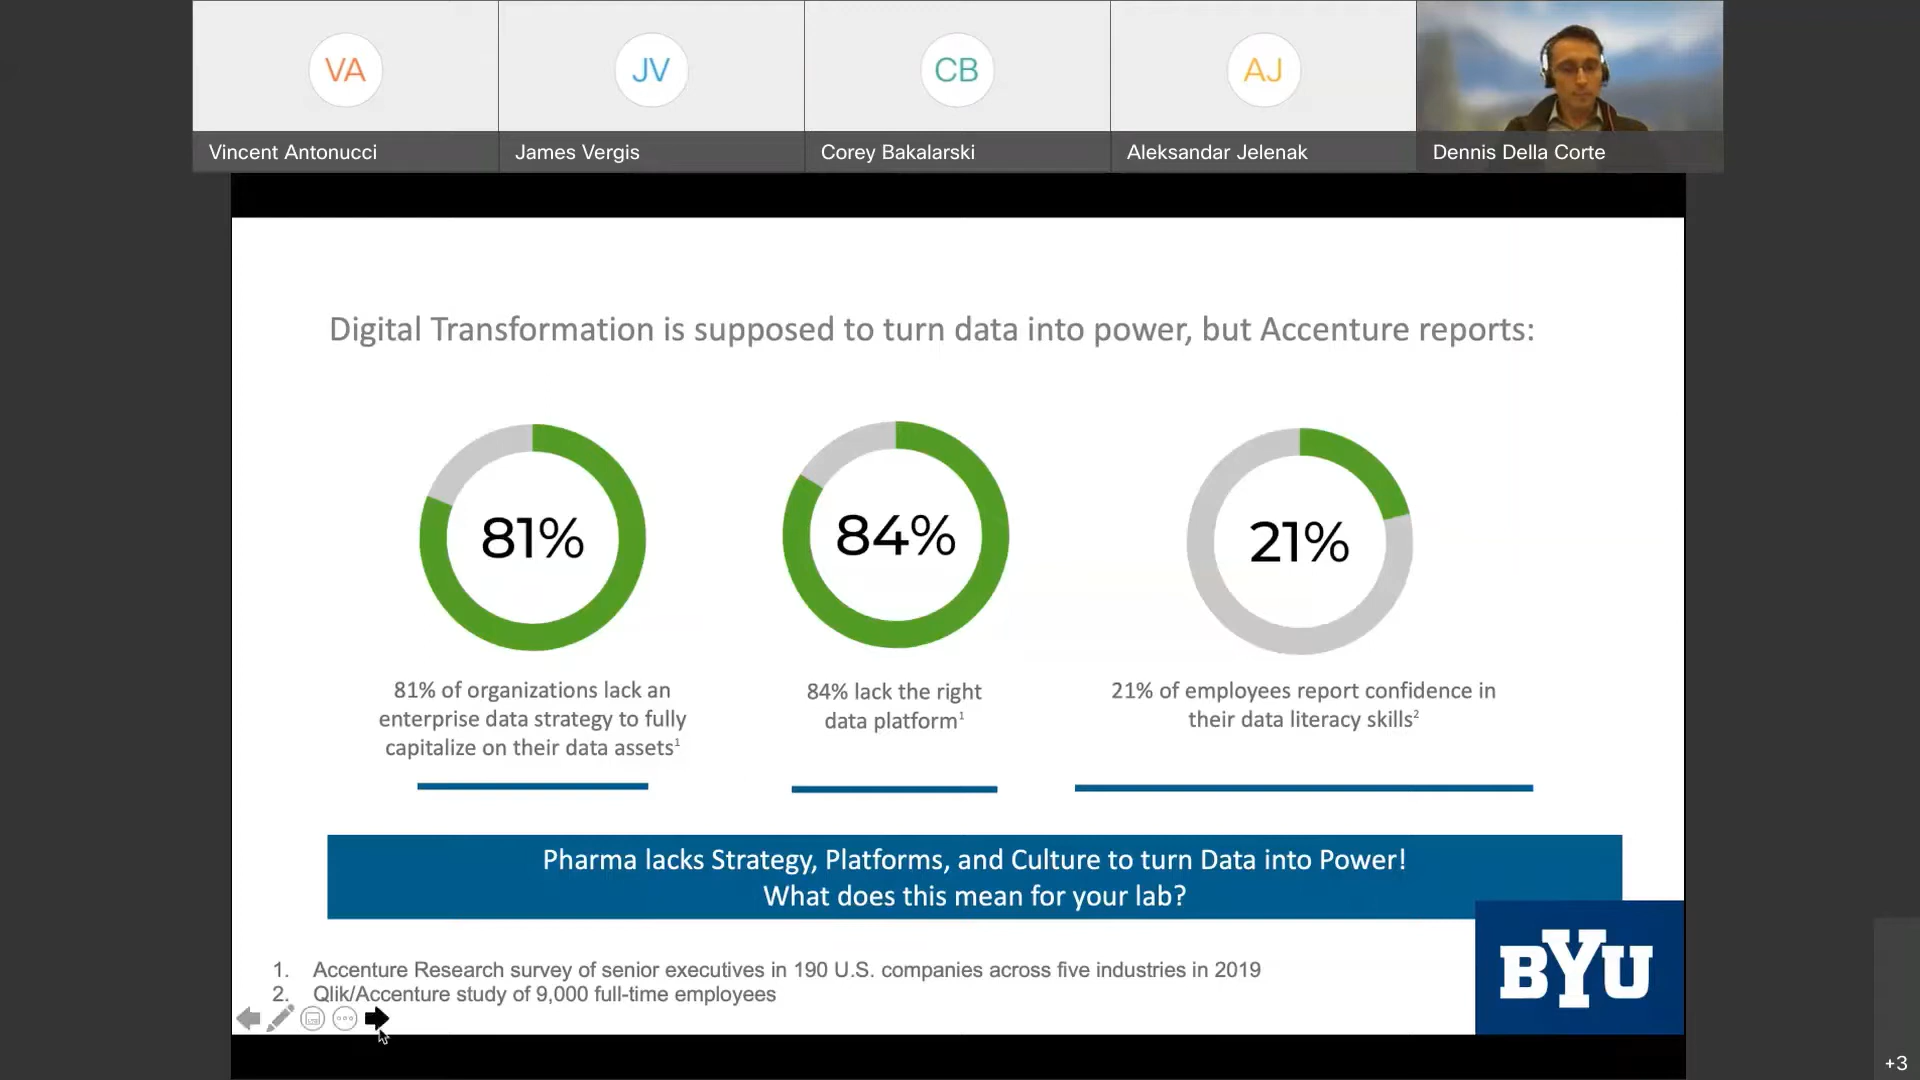 VA
JV
CB
AJ
Vincent Antonucci
James Vergis
Corey Bakalarski
Aleksandar Jelenak
Dennis Della Corte
Digital Transformation is supposed to turn data into power, but Accenture reports:
81%
84%
21%
81% of organizations lack an
enterprise data strategy to fully
capitalize on their data assets¹
84% lack the right
data platform¹
21% of employees report confidence in
their data literacy skills²
Pharma lacks Strategy, Platforms, and Culture to turn Data into Power!
What does this mean for your lab?
1. Accenture Research survey of senior executives in 190 U.S. companies across five industries in 2019
2. Qlik/Accenture study of 9,000 full-time employees
BYU
+3